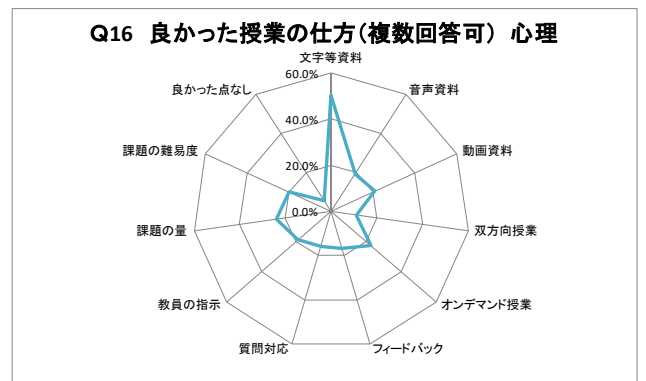 Q16 良かった授業の仕方（複数回答可） 心理
文字等資料
音声資料
動画資料
双方向授業
オンデマンド授業
フィードバック
質問対応
教員の指示
課題の量
課題の難易度
良かった点なし
60.0%
40.0%
20.0%
0.0%